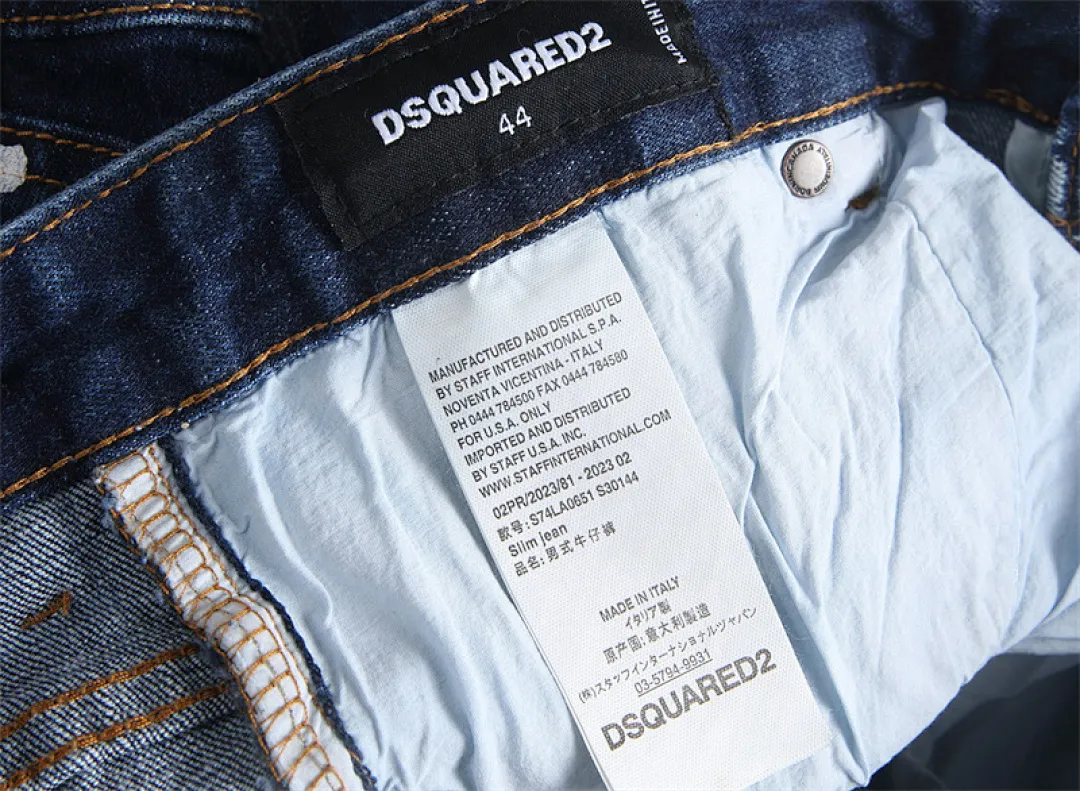 DSQUARED2
44
MADE IN IT
MANUFACTURED AND DISTRIBUTED
BY STAFF INTERNATIONAL S.P.A.
NOVENTA VICENTINA - ITALY
PH 0444 784500 FAX 0444 784580
FOR U.S.A. ONLY
IMPORTED AND DISTRIBUTED
BY STAFF U.S.A. INC.
WWW.STAFFINTERNATIONAL.COM
02PR/2023/81 - 2023 02
款号:S74LA0651 S30144
Slim jean
品名:男式牛仔裤
MADE IN ITALY
イタリア製
原产国:意大利製造
(株)スタッフインターナショナルツャパン
03-5794-9931
DSQUARED2